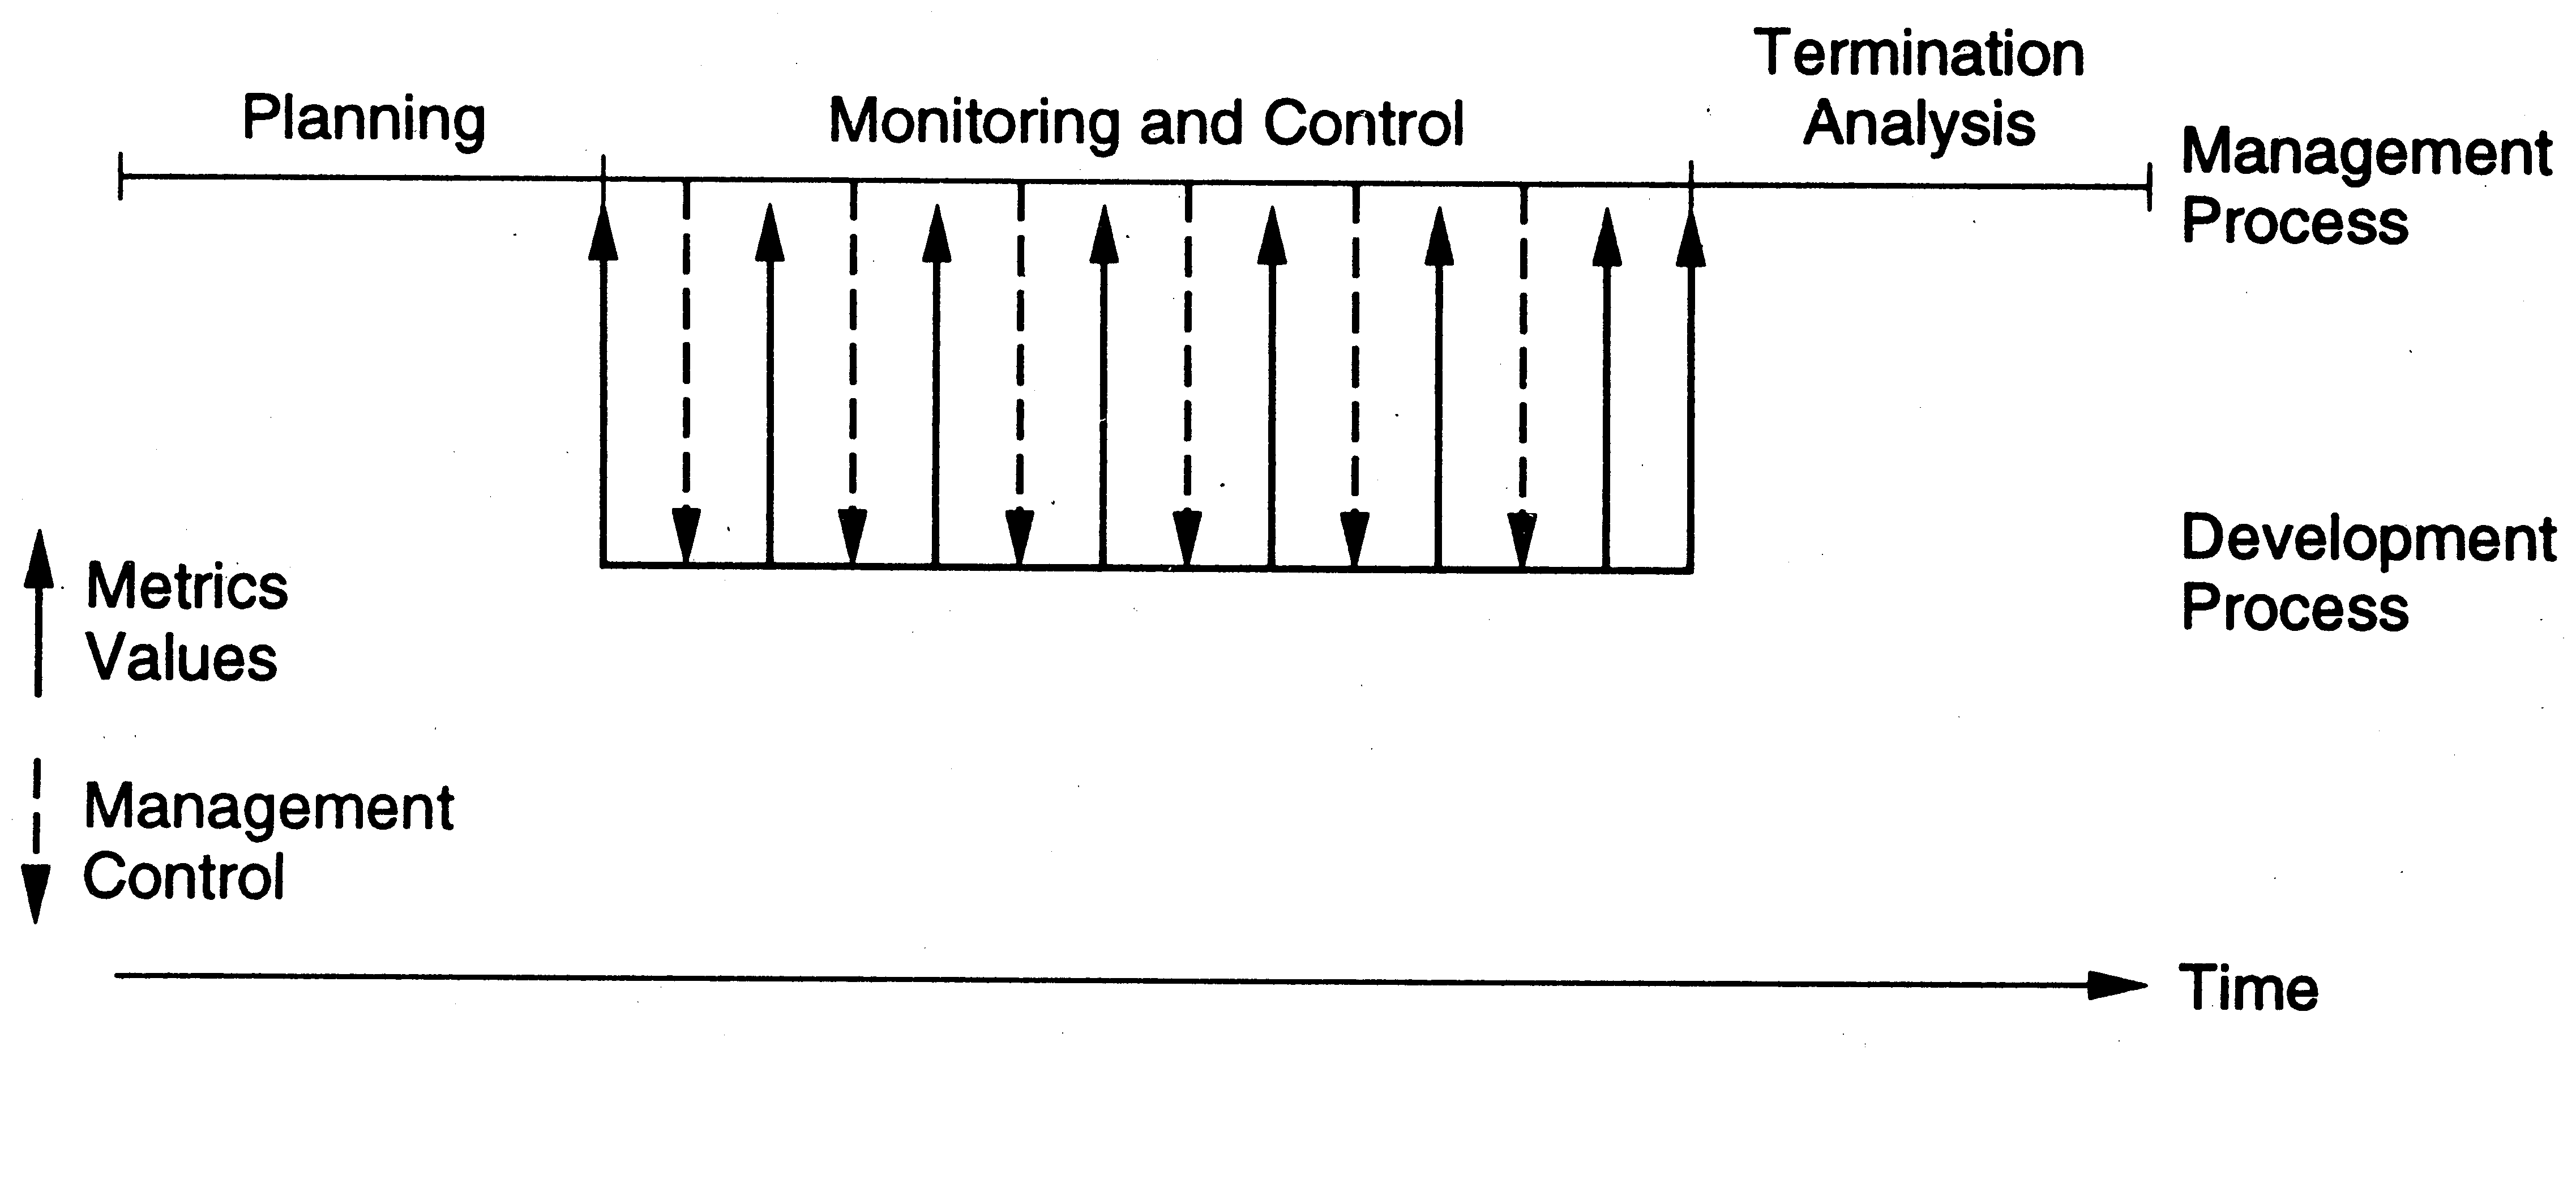 Planning
Monitoring and Control
Termination
Analysis
Management
Process
Development
Process
Metrics
Values
Management
Control
Time